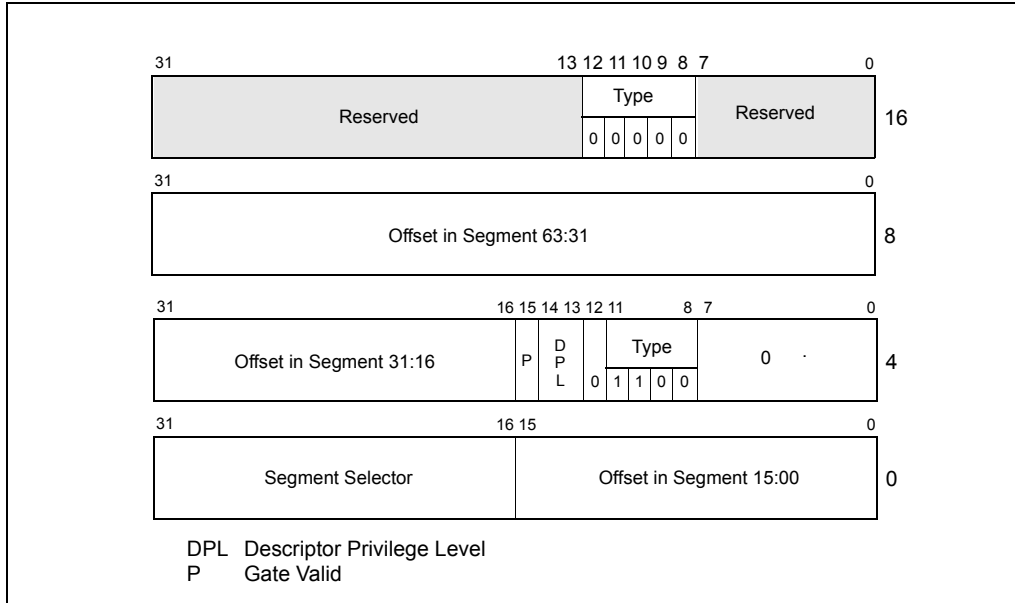 31 13 12 11 10 9 8 7 0
Type
Reserved Reserved 16
0 0 0 0 0
31 0
Offset in Segment 63:31 8
31 16 15 14 13 12 11 8 7 0
Offset in Segment 31:16 P DPL Type 0 . 4
0 1 1 0 0
31 16 15 0
Segment Selector Offset in Segment 15:00 0
DPL Descriptor Privilege Level
P Gate Valid